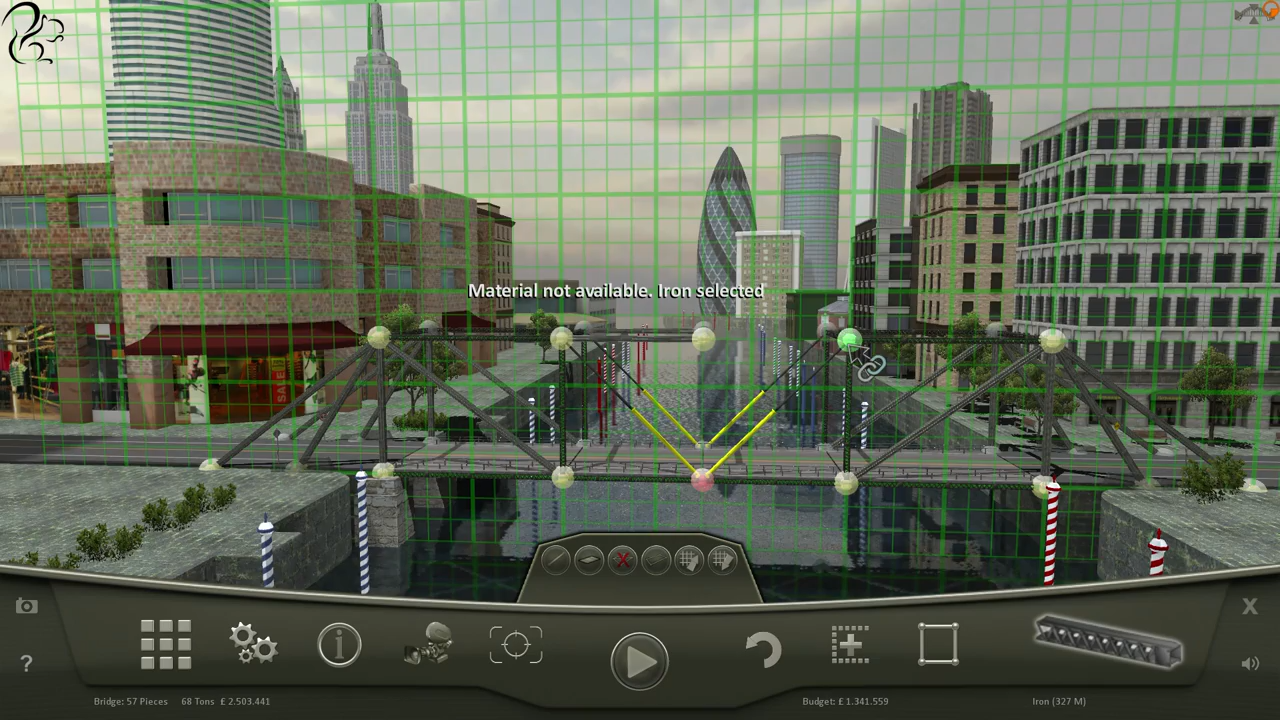 Material not available. Iron selected
SALE
?
X
Bridge: 57 Pieces 68 Tons £ 2.503.441
Budget: £ 1.341.559
Iron (327 M)